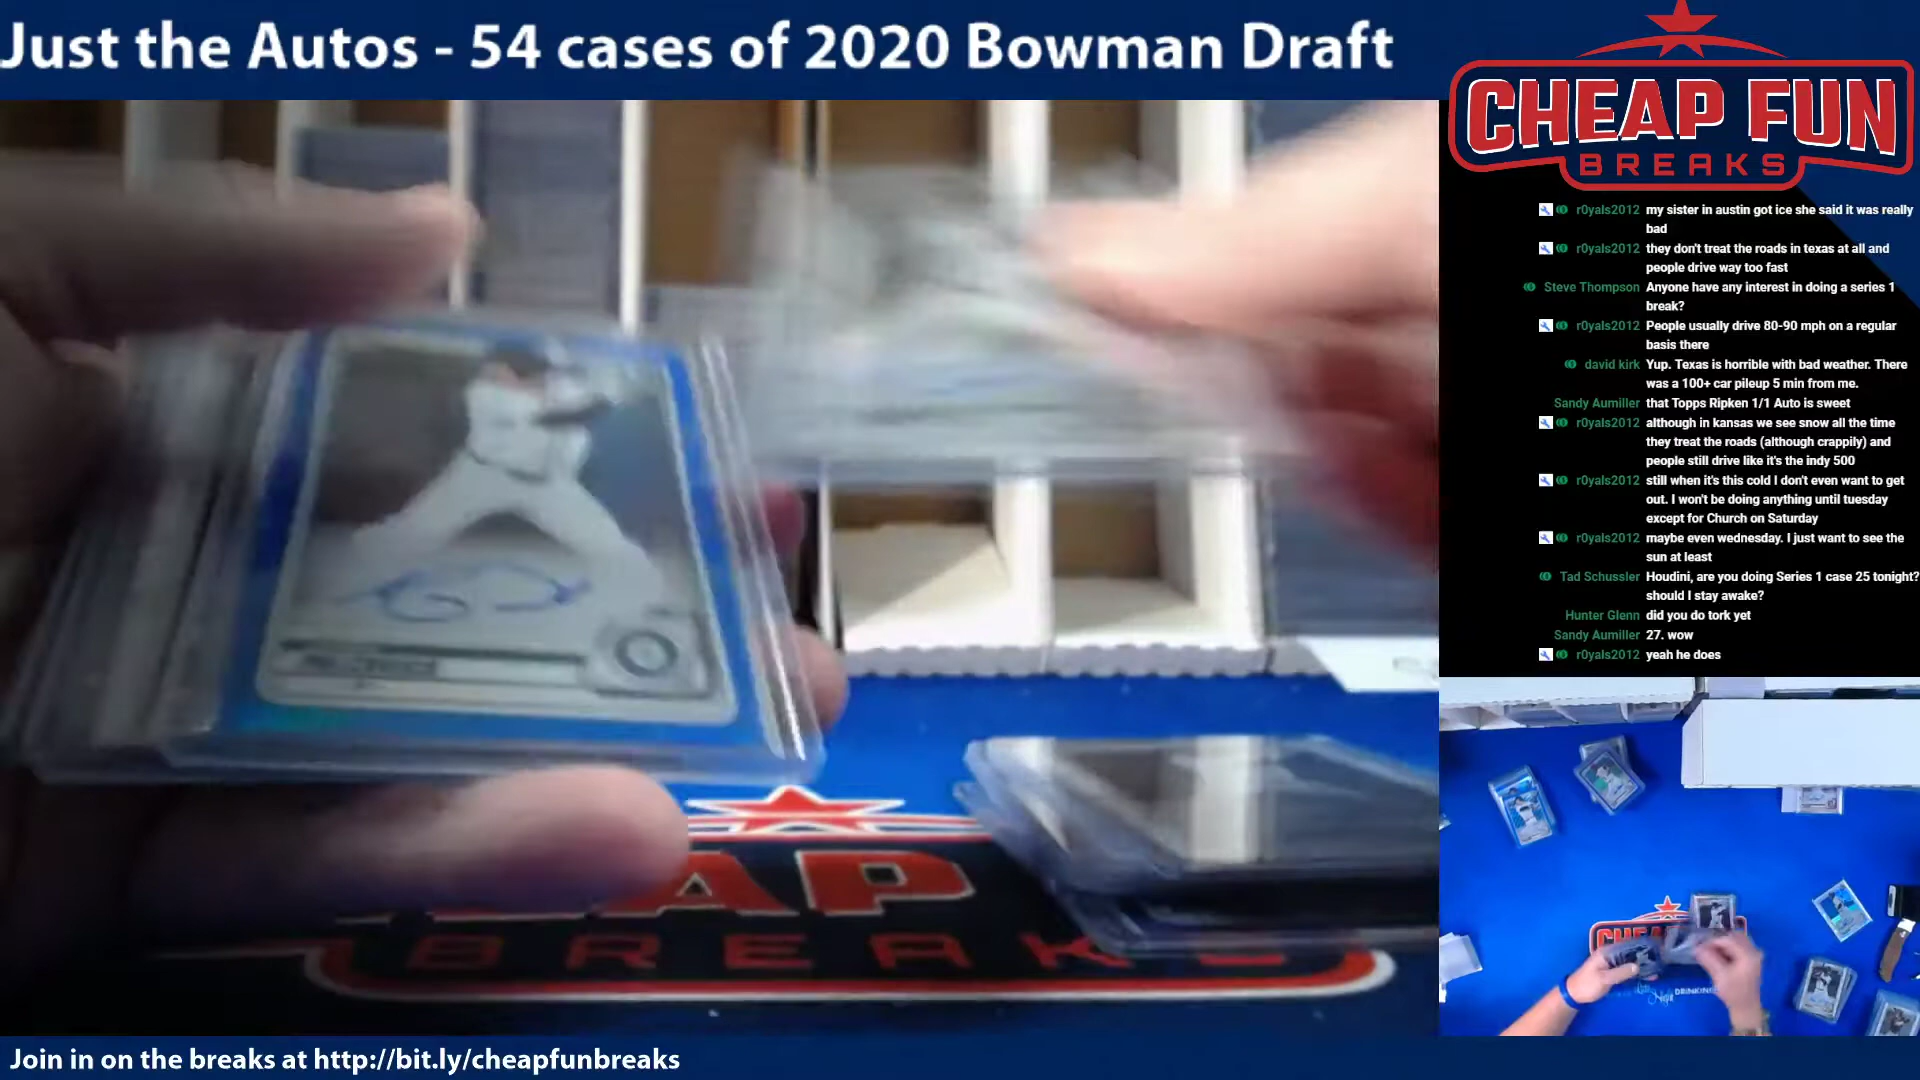 Just the Autos - 54 cases of 2020 Bowman Draft
CHEAP FUN
BREAKS
r0yals2012 my sister in austin got ice she said it was really
bad
r0yals2012 they don't treat the roads in texas at all and
people drive way too fast
Steve Thompson Anyone have any interest in doing a series 1
break?
r0yals2012 People usually drive 80-90 mph on a regular
basis there
david kirk Yup. Texas is horrible with bad weather. There
was a 100+ car pileup 5 min from me.
Sandy Aumiller that Topps Ripken 1/1 Auto is sweet
r0yals2012 although in kansas we see snow all the time
they treat the roads (although crappily) and
people still drive like it's the indy 500
r0yals2012 still when it's this cold I don't even want to get
out. I won't be doing anything until tuesday
except for Church on Saturday
r0yals2012 maybe even wednesday. I just want to see the
sun at least
Tad Schussler Houdini, are you doing Series 1 case 25 tonight?
should I stay awake?
Hunter Glenn did you do tork yet
Sandy Aumiller 27. wow
r0yals2012 yeah he does
AP
BREAK
Join in on the breaks at http://bit.ly/cheapfunbreaks